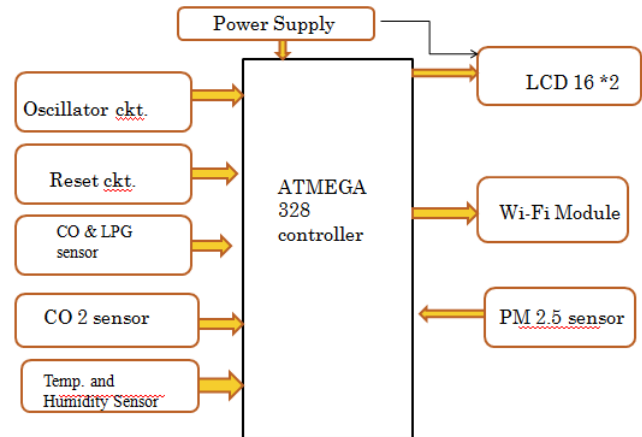 Power Supply
LCD 16 *2
Oscillator ckt.
Reset ckt.
ATMEGA
328
controller
Wi-Fi Module
CO & LPG
sensor
CO 2 sensor
PM 2.5 sensor
Temp. and
Humidity Sensor